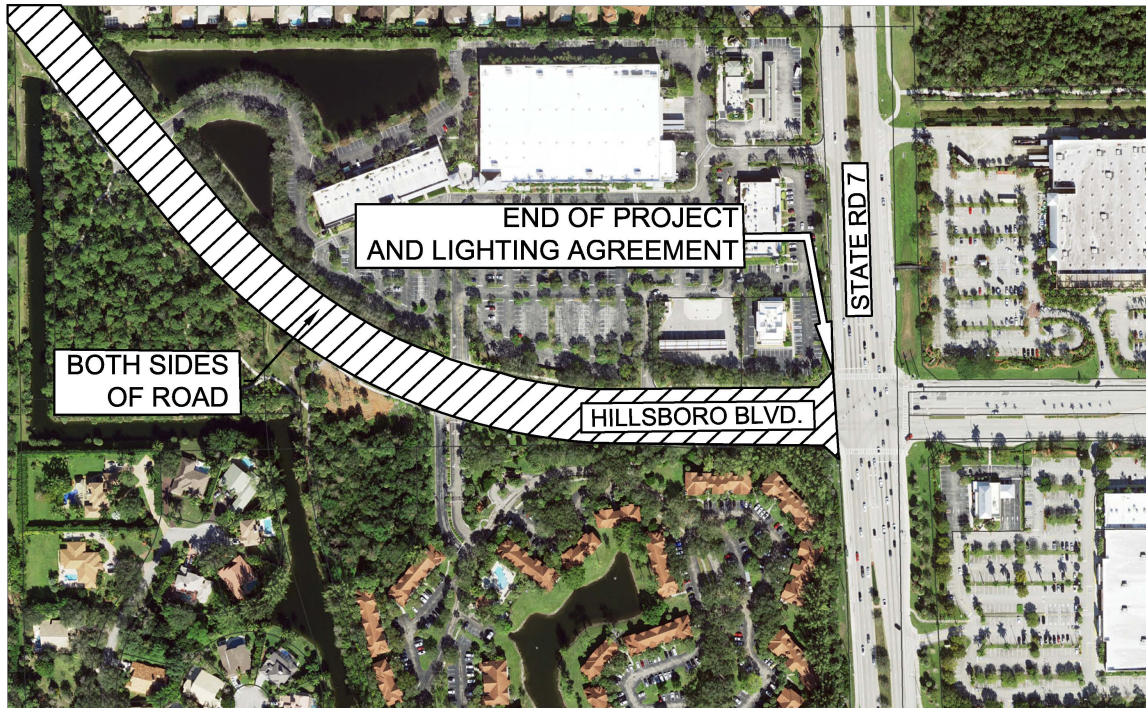 END OF PROJECT
AND LIGHTING AGREEMENT
STATE RD 7
BOTH SIDES
OF ROAD
HILLSBORO BLVD.